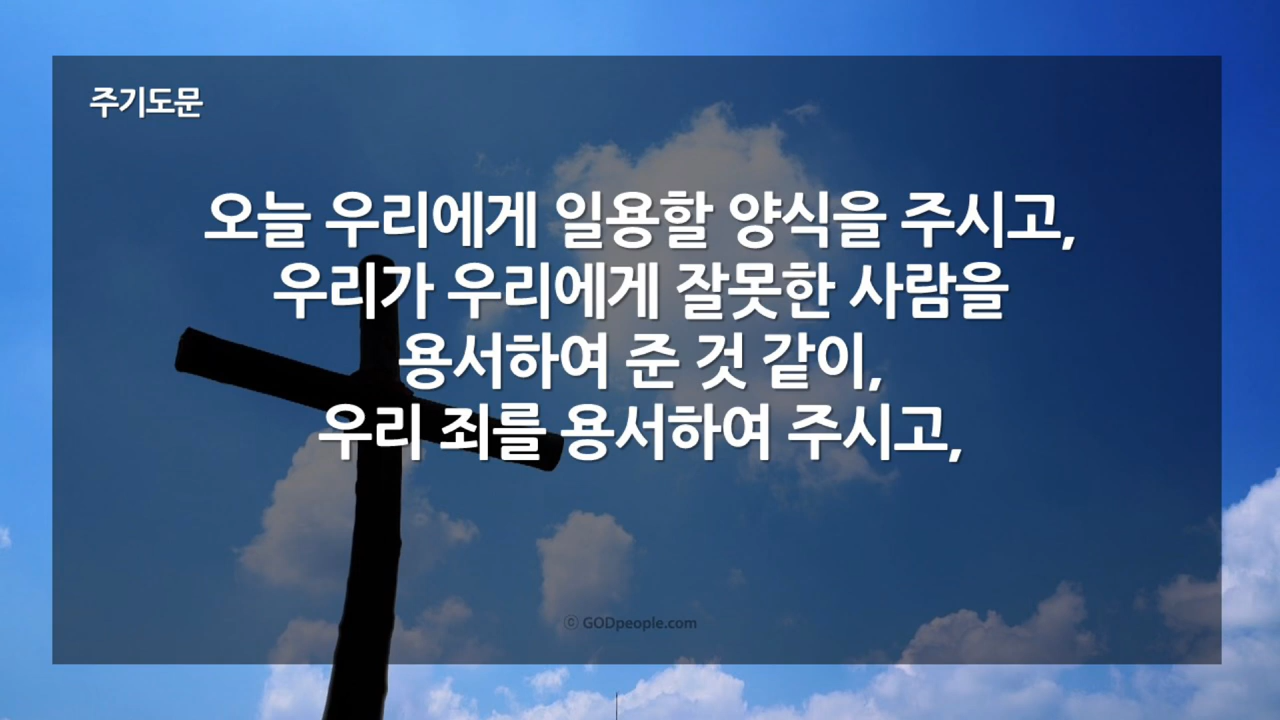 주기도문
오늘 우리에게 일용할 양식을 주시고,
우리가 우리에게 잘못한 사람을
용서하여 준 것 같이,
우리 죄를 용서하여 주시고,
ⓒ GODpeople.com